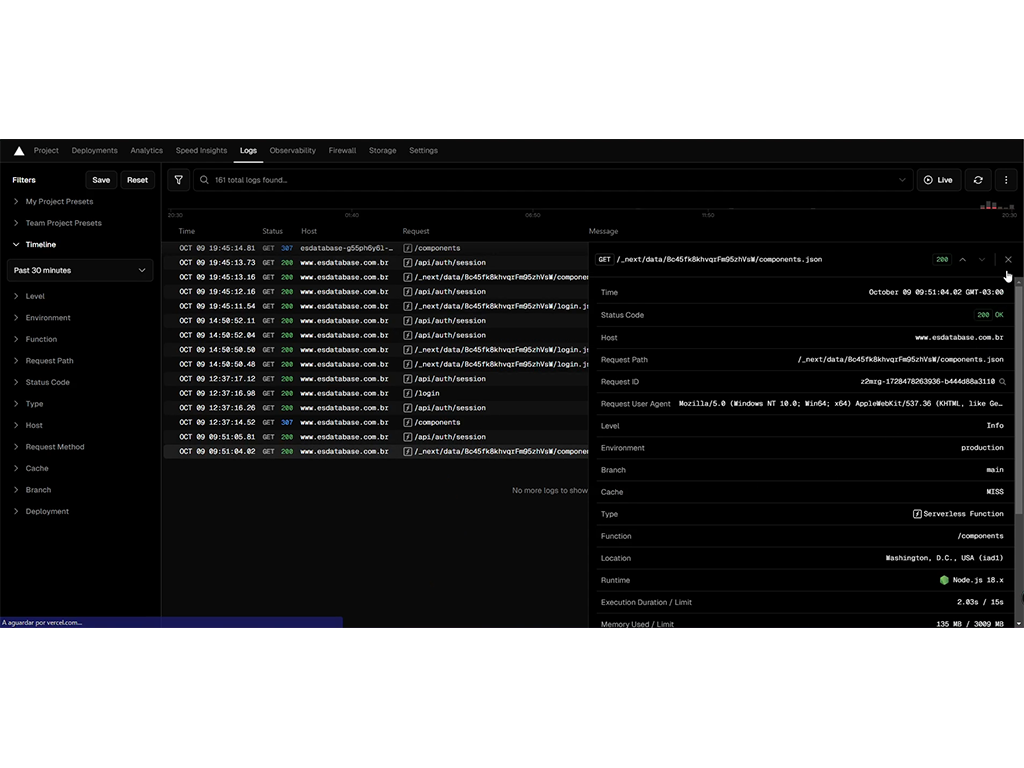 Project Deployments Analytics Speed Insights Logs Observability Firewall Storage Settings
Filters Save Reset
My Project Presets
Team Project Presets
Timeline
Past 30 minutes
Level
Environment
Function
Request Path
Status Code
Type
Host
Request Method
Cache
Branch
Deployment
161 total logs found...
Live
20:30 01:40 06:50 11:50 20:30
Time Status Host Request Message
OCT 09 19:45:14.81 GET 307 esdatabase-g55ph6y6l-… /components
OCT 09 19:45:13.73 GET 200 www.esdatabase.com.br /api/auth/session
OCT 09 19:45:13.16 GET 200 www.esdatabase.com.br /_next/data/Bc45fk8khvqrFm95zhVsW/componen
OCT 09 19:45:12.16 GET 200 www.esdatabase.com.br /api/auth/session
OCT 09 19:45:11.54 GET 200 www.esdatabase.com.br /_next/data/Bc45fk8khvqrFm95zhVsW/login.j
OCT 09 14:50:52.11 GET 200 www.esdatabase.com.br /api/auth/session
OCT 09 14:50:52.04 GET 200 www.esdatabase.com.br /api/auth/session
OCT 09 14:50:50.50 GET 200 www.esdatabase.com.br /_next/data/Bc45fk8khvqrFm95zhVsW/login.j
OCT 09 14:50:50.48 GET 200 www.esdatabase.com.br /_next/data/Bc45fk8khvqrFm95zhVsW/login.j
OCT 09 12:37:17.12 GET 200 www.esdatabase.com.br /api/auth/session
OCT 09 12:37:16.98 GET 200 www.esdatabase.com.br /login
OCT 09 12:37:16.26 GET 200 www.esdatabase.com.br /api/auth/session
OCT 09 12:37:14.52 GET 307 www.esdatabase.com.br /components
OCT 09 09:51:05.81 GET 200 www.esdatabase.com.br /api/auth/session
OCT 09 09:51:04.02 GET 200 www.esdatabase.com.br /_next/data/Bc45fk8khvqrFm95zhVsW/componen
No more logs to show
GET /_next/data/Bc45fk8khvqrFm95zhVsW/components.json 200
Time October 09 09:51:04.02 GMT-03:00
Status Code 200 OK
Host www.esdatabase.com.br
Request Path /_next/data/Bc45fk8khvqrFm95zhVsW/components.json
Request ID z2mrg-1728478263936-b444d88a3110
Request User Agent Mozilla/5.0 (Windows NT 10.0; Win64; x64) AppleWebKit/537.36 (KHTML, like Ge…
Level Info
Environment production
Branch main
Cache MISS
Type Serverless Function
Function /components
Location Washington, D.C., USA (iad1)
Runtime Node.js 18.x
Execution Duration / Limit 2.03s / 15s
Memory Used / Limit 135 MB / 3009 MB
A aguardar por vercel.com...